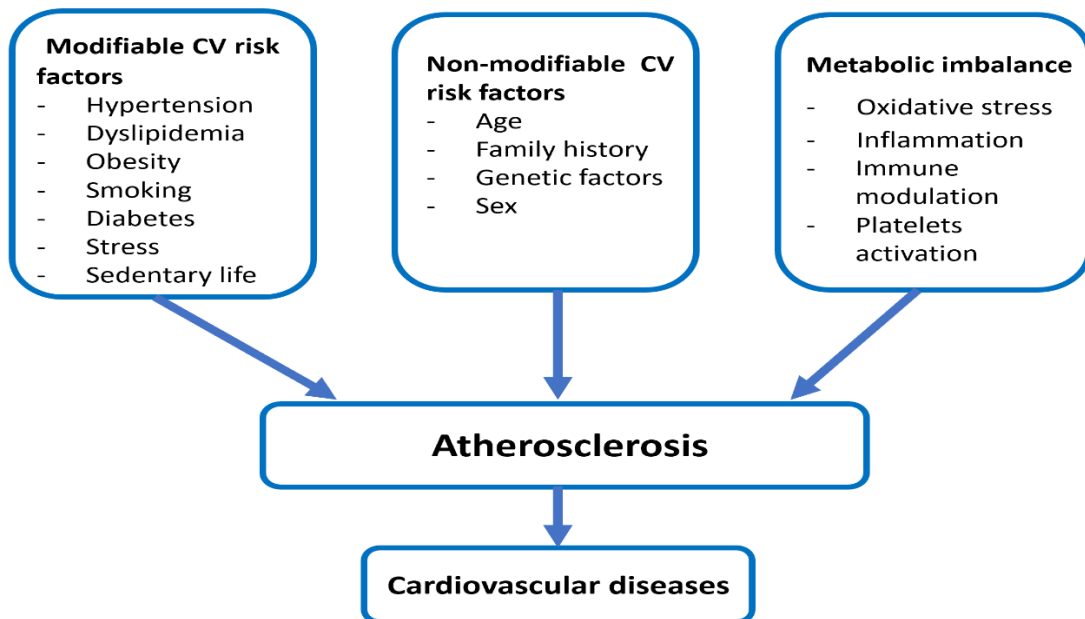 Modifiable CV risk
factors
- Hypertension
- Dyslipidemia
- Obesity
- Smoking
- Diabetes
- Stress
- Sedentary life
Non-modifiable CV
risk factors
- Age
- Family history
- Genetic factors
- Sex
Metabolic imbalance
- Oxidative stress
- Inflammation
- Immune
modulation
- Platelets
activation
Atherosclerosis
Cardiovascular diseases